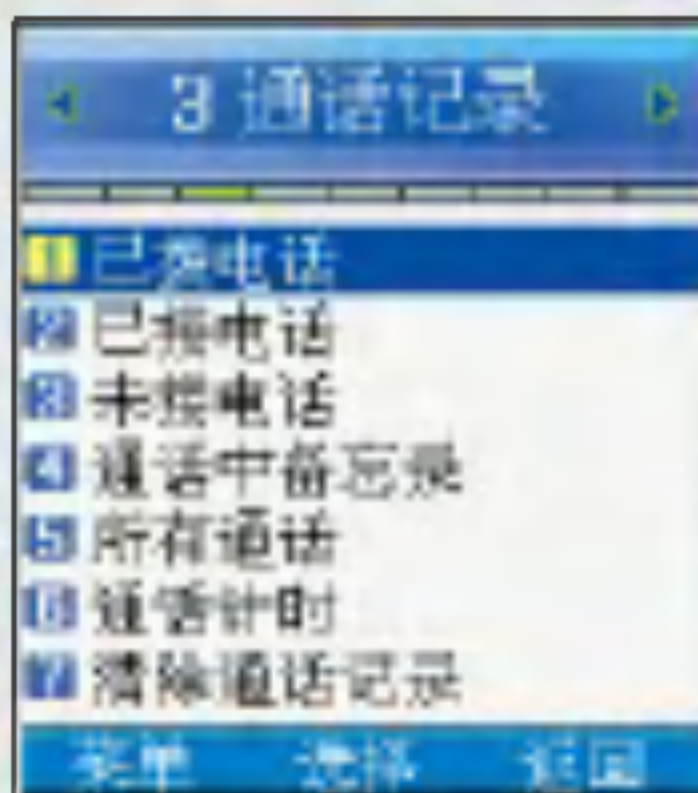 3 通话记录
1 已拨电话
2 已接电话
3 未接电话
4 通话中备忘录
5 所有通话
6 通话计时
7 清除通话记录
菜单 选择 返回